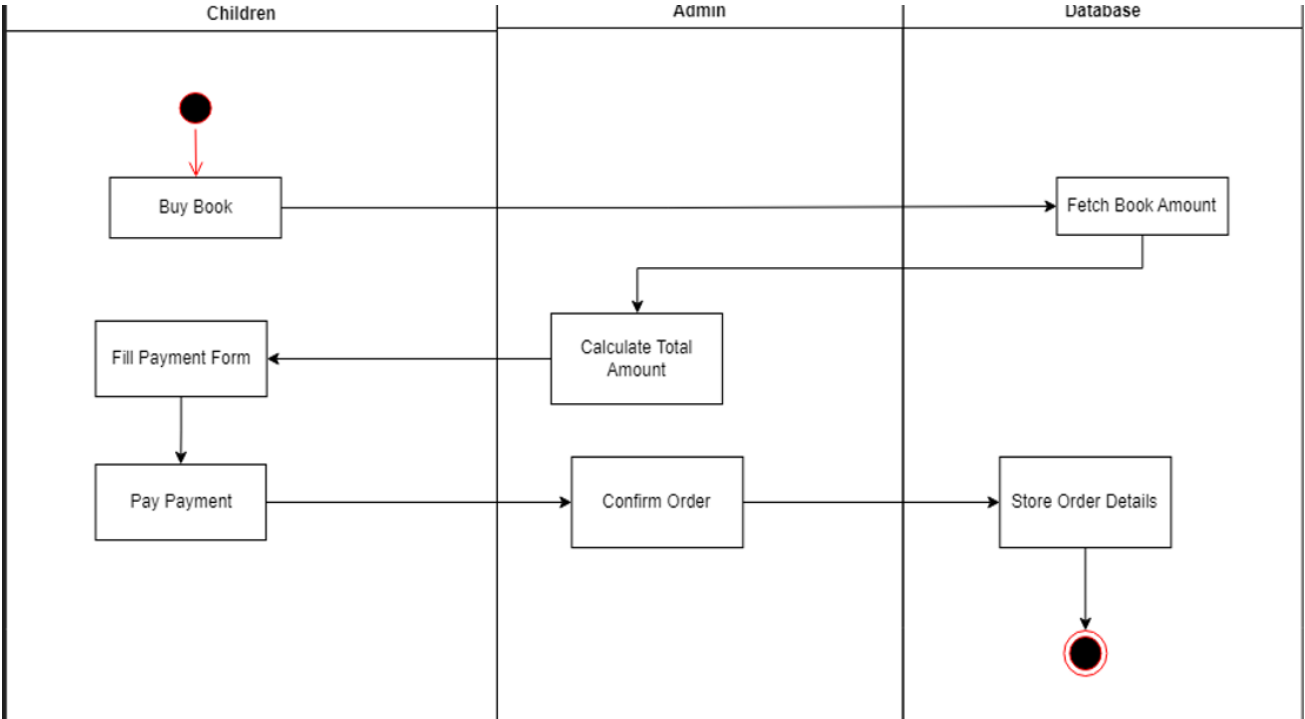 Children
Admin
Database
Buy Book
Fetch Book Amount
Calculate Total
Amount
Fill Payment Form
Pay Payment
Confirm Order
Store Order Details